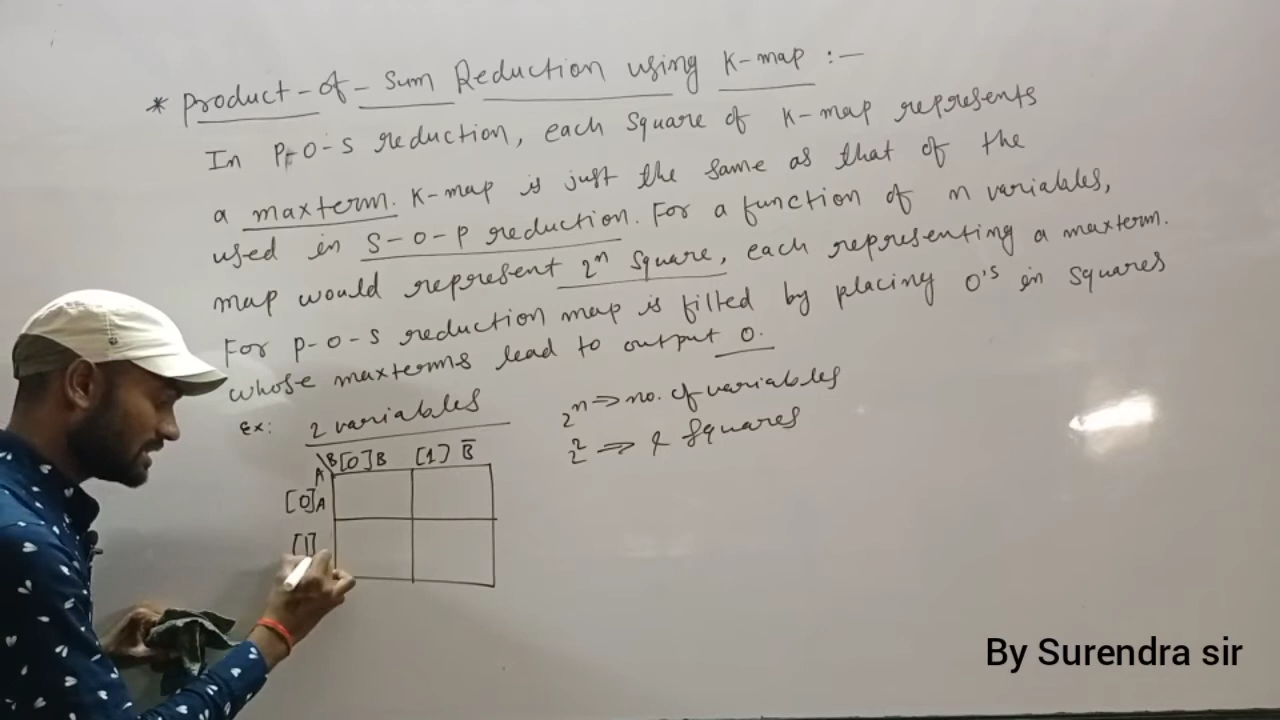 * Product-of-Sum Reduction using K-map :-
In P-O-S reduction, each square of K-map represents
a maxterm. K-map is just the same as that of the
used in S-O-P reduction. For a function of n variables,
map would represent 2ⁿ square, each representing a maxterm.
For P-O-S reduction map is filled by placing 0's in squares
whose maxterms lead to output 0.
Ex: 2 variables
2ⁿ => no. of variables
2² => 4 Squares
A\B [0]B [1] B̅
[0]A
[1]
By Surendra sir